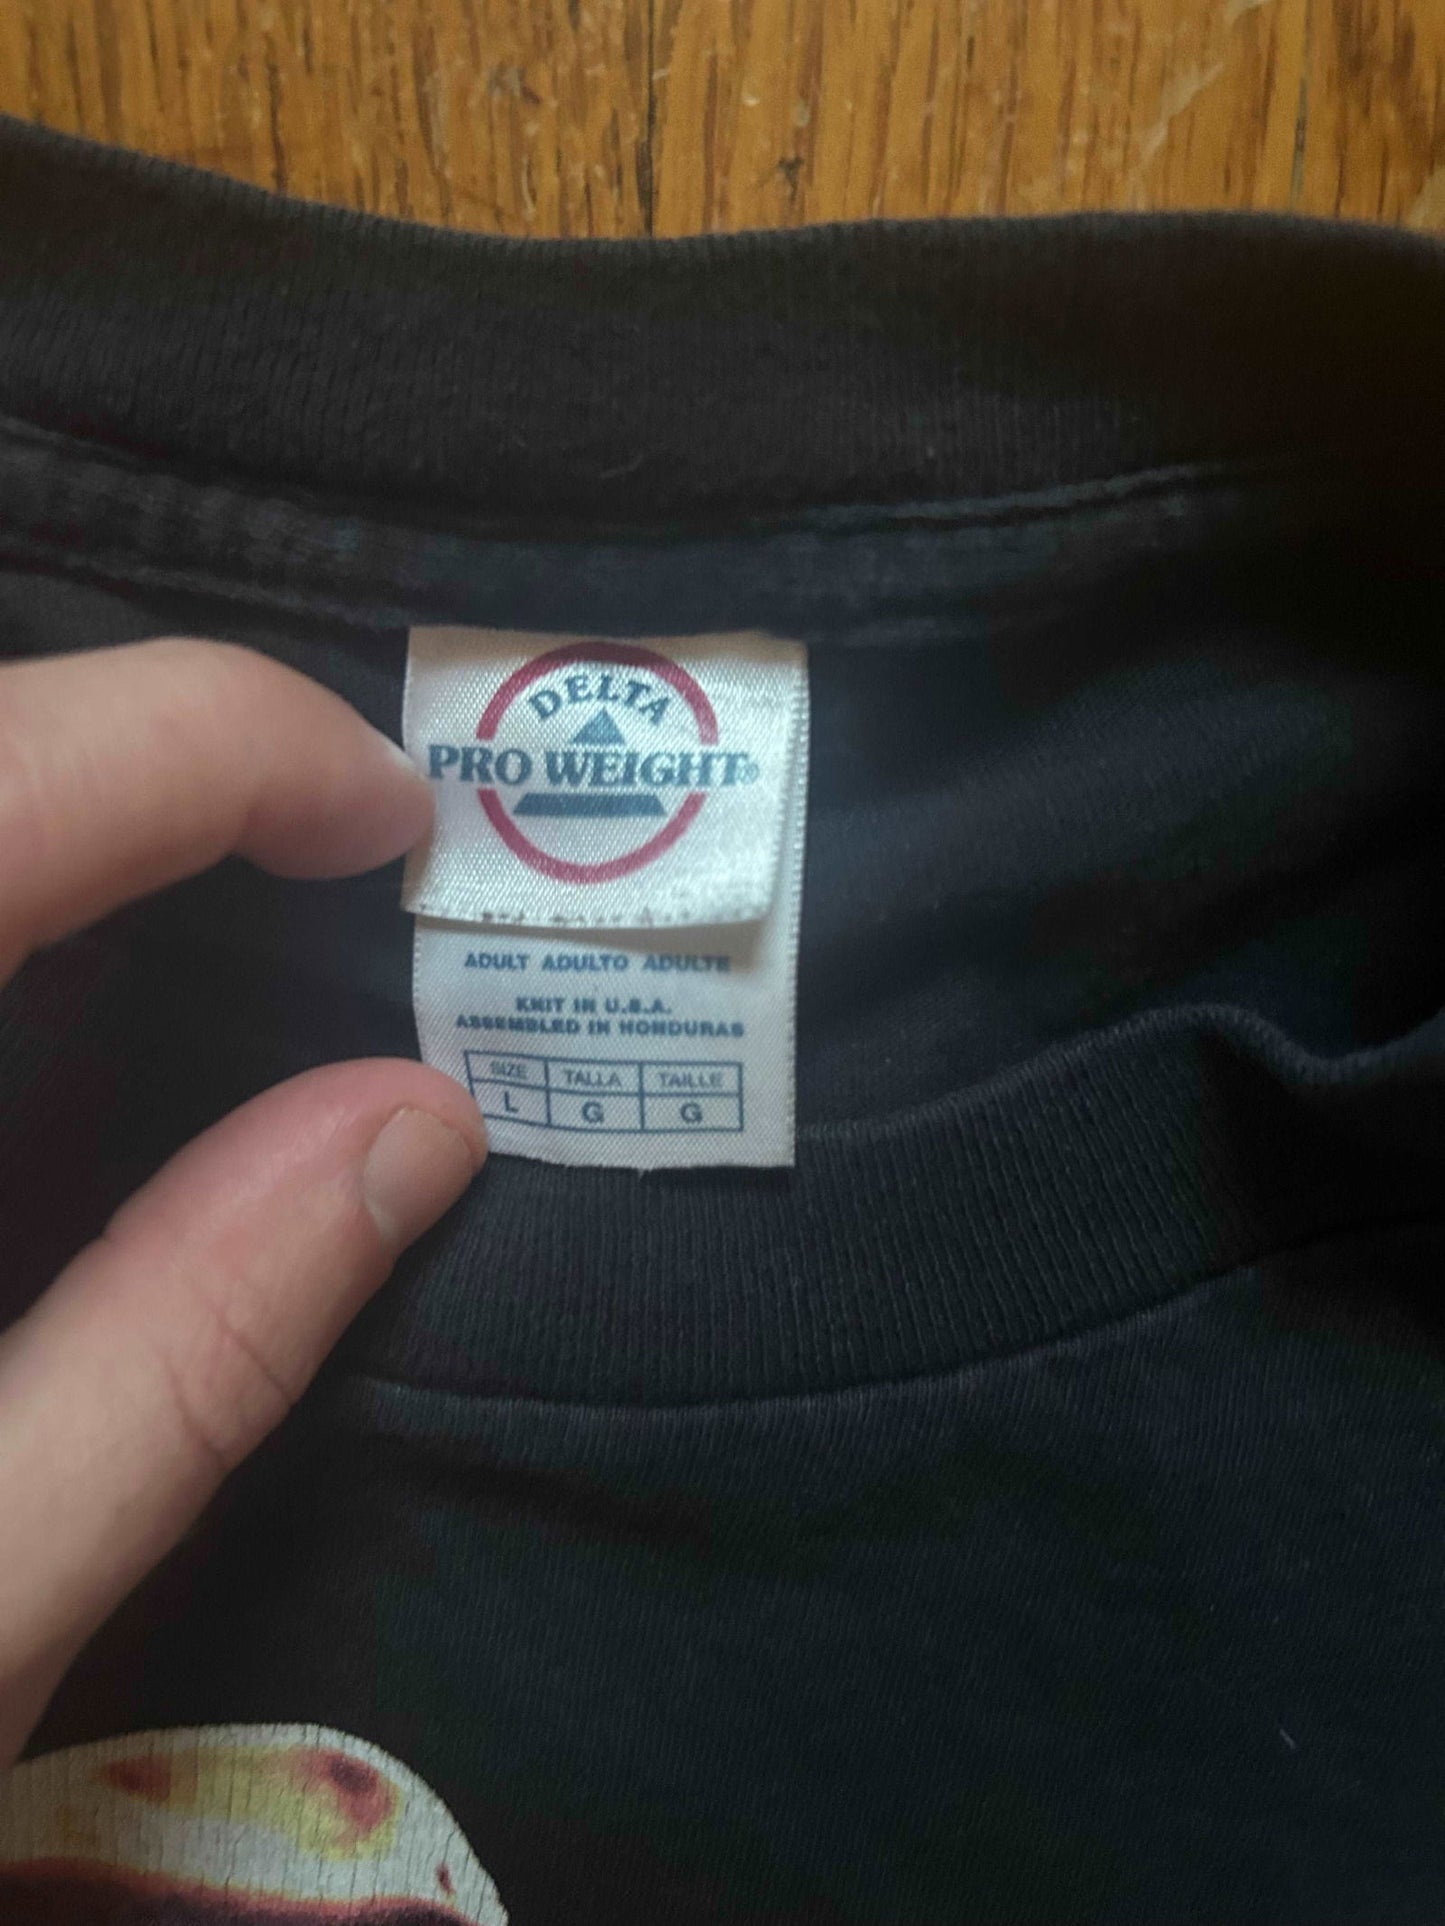 DELTA
PRO WEIGHT®
ADULT ADULTO ADULTE
KNIT IN U.S.A.
ASSEMBLED IN HONDURAS
SIZE TALLA TAILLE
L G G